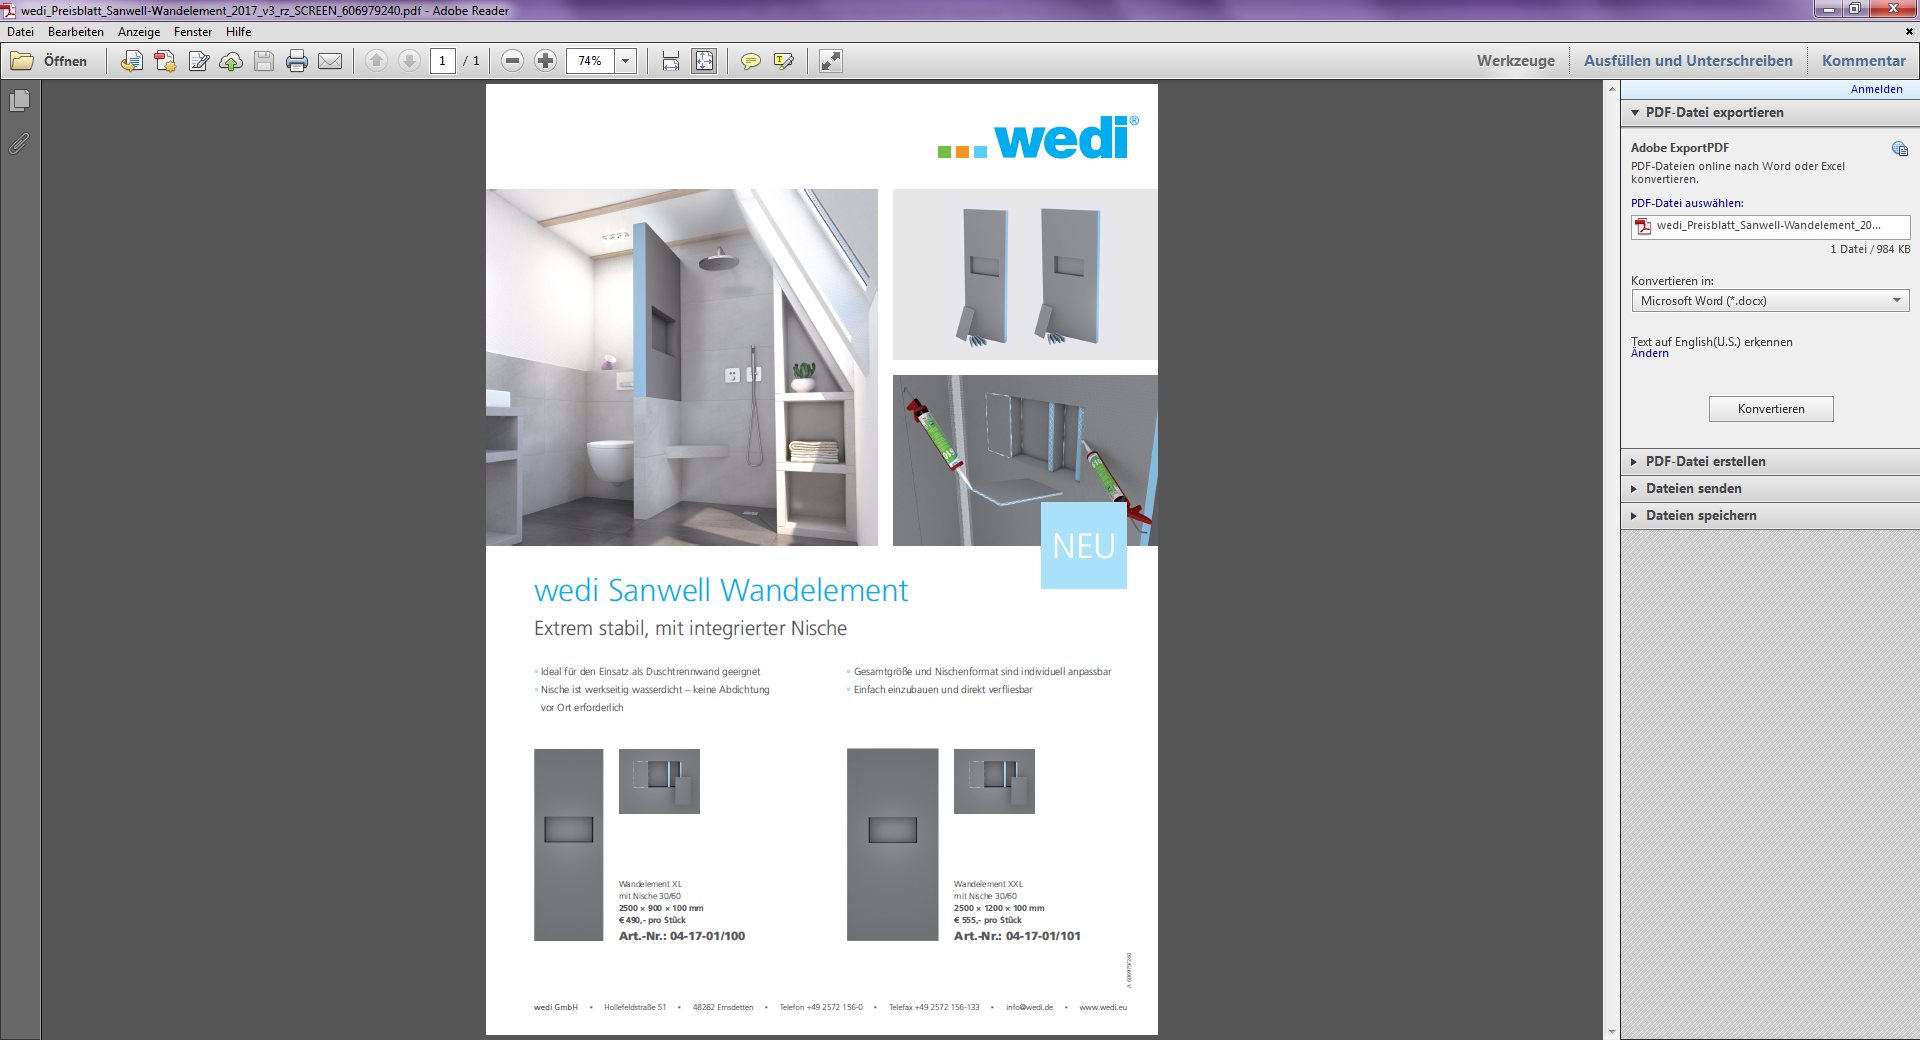 wedi_Preisblatt_Sanwell-Wandelement_2017_v3_rz_SCREEN_606979240.pdf - Adobe Reader
Datei Bearbeiten Anzeige Fenster Hilfe
Öffnen 1 / 1 74% Werkzeuge Ausfüllen und Unterschreiben Kommentar
Anmelden
PDF-Datei exportieren
Adobe ExportPDF
PDF-Dateien online nach Word oder Excel
konvertieren.
PDF-Datei auswählen:
wedi_Preisblatt_Sanwell-Wandelement_20...
1 Datei / 984 KB
Konvertieren in:
Microsoft Word (*.docx)
Text auf English(U.S.) erkennen
Ändern
Konvertieren
PDF-Datei erstellen
Dateien senden
Dateien speichern
wedi®
NEU
wedi Sanwell Wandelement
Extrem stabil, mit integrierter Nische
Ideal für den Einsatz als Duschtrennwand geeignet
Nische ist werkseitig wasserdicht – keine Abdichtung
vor Ort erforderlich
Gesamtgröße und Nischenformat sind individuell anpassbar
Einfach einzubauen und direkt verfliesbar
Wandelement XL
mit Nische 30/60
2500 × 900 × 100 mm
€ 490,- pro Stück
Art.-Nr.: 04-17-01/100
Wandelement XXL
mit Nische 30/60
2500 × 1200 × 100 mm
€ 555,- pro Stück
Art.-Nr.: 04-17-01/101
A 606979/240
wedi GmbH • Hollefeldstraße 51 • 48282 Emsdetten • Telefon +49 2572 156-0 • Telefax +49 2572 156-133 • info@wedi.de • www.wedi.eu